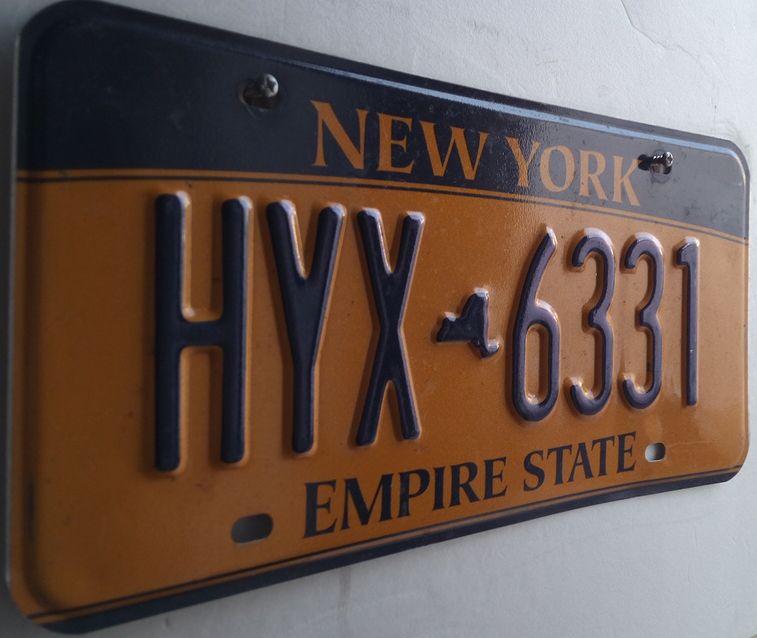 NEW YORK
HYX 6331
EMPIRE STATE